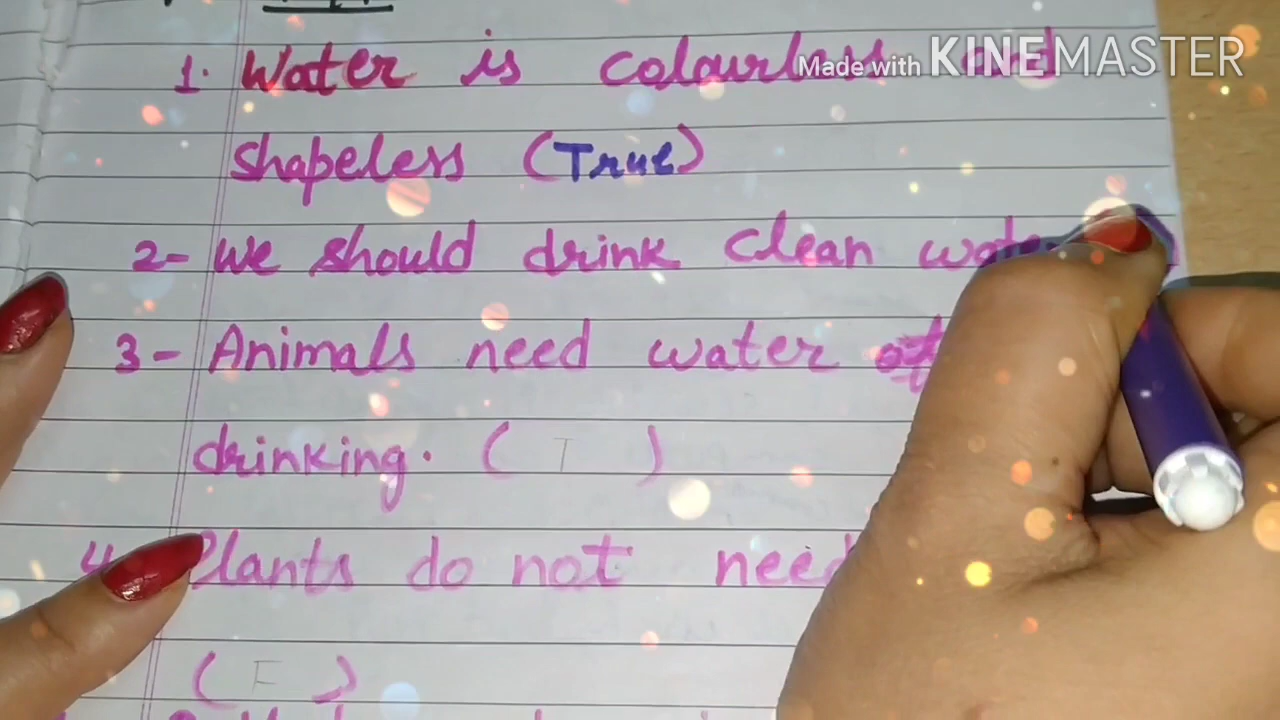 Made with KINEMASTER
1. Water is colourless and
shapeless (True)
2- We should drink clean
3- Animals need water
drinking. ( T )
4- Plants do not need
( F )